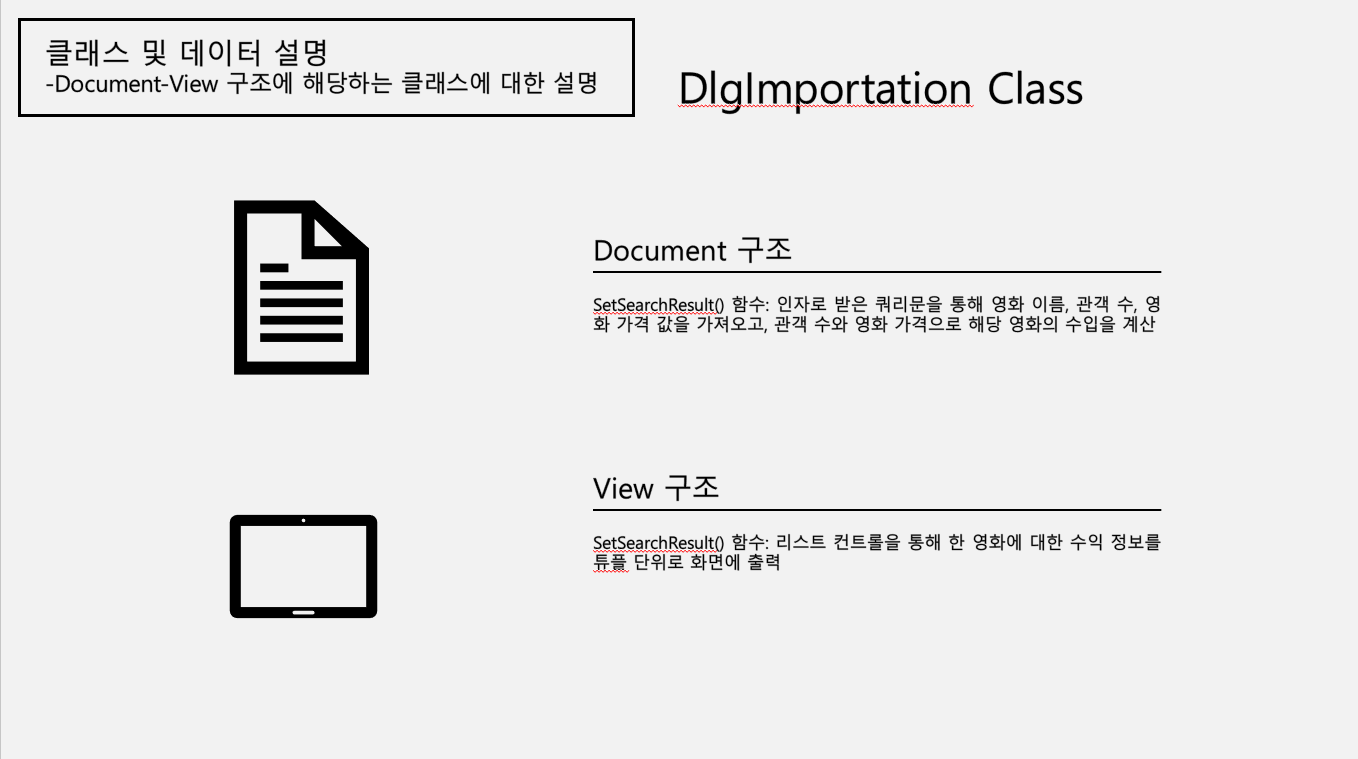 클래스 및 데이터 설명
-Document-View 구조에 해당하는 클래스에 대한 설명
DlgImportation Class
Document 구조
SetSearchResult() 함수: 인자로 받은 쿼리문을 통해 영화 이름, 관객 수, 영
화 가격 값을 가져오고, 관객 수와 영화 가격으로 해당 영화의 수입을 계산
View 구조
SetSearchResult() 함수: 리스트 컨트롤을 통해 한 영화에 대한 수익 정보를
튜플 단위로 화면에 출력